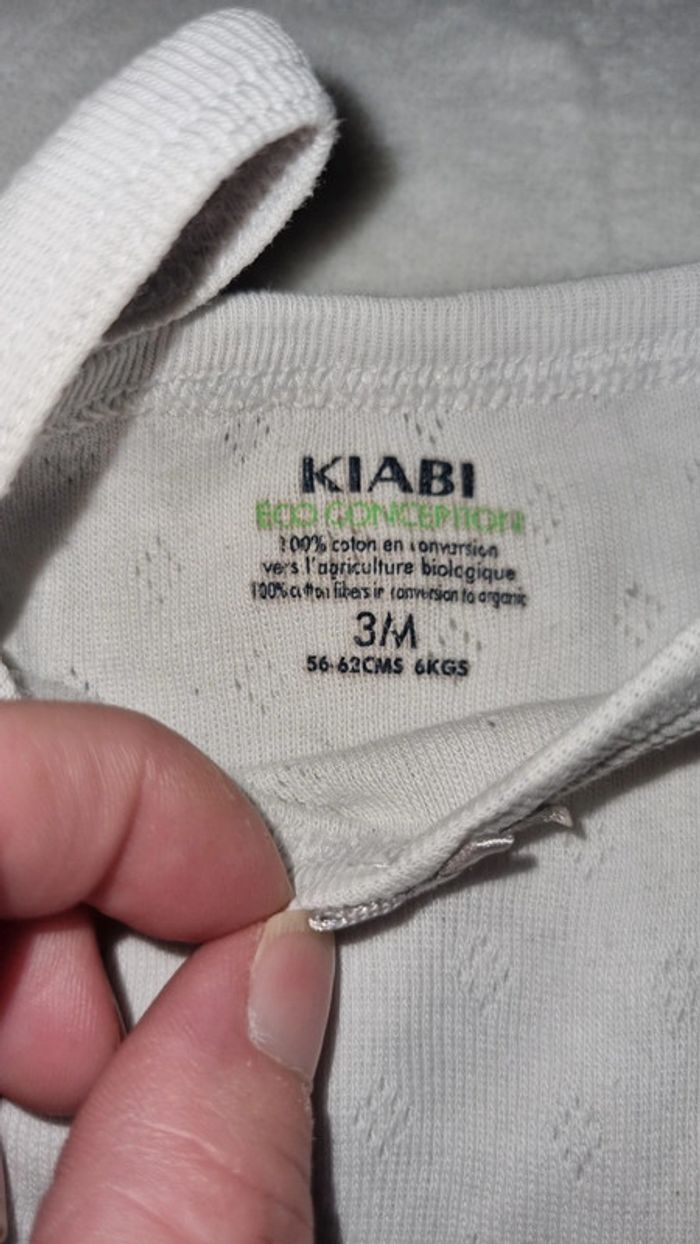 KIABI
ECO CONCEPTION
100% coton en conversion
vers l'agriculture biologique
100% cotton fibers in conversion to organic
3/M
56-62CMS 6KGS